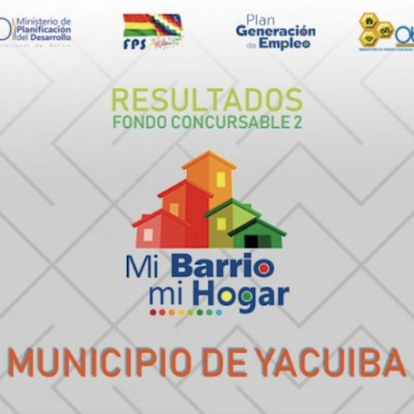 Ministerio de
Planificación
del Desarrollo
FPS
Plan
Generación
de Empleo
RESULTADOS
FONDO CONCURSABLE 2
Mi Barrio
mi Hogar
MUNICIPIO DE YACUIBA